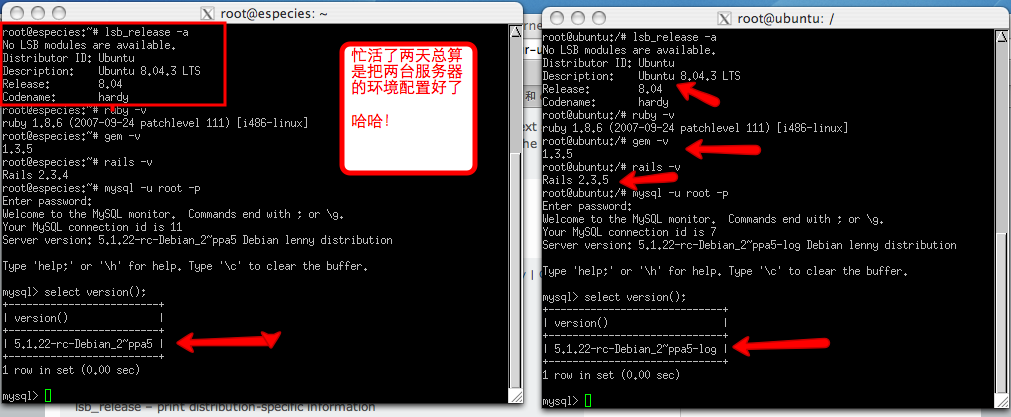 root@especies: ~
root@especies:~# lsb_release -a
No LSB modules are available.
Distributor ID: Ubuntu
Description:    Ubuntu 8.04.3 LTS
Release:        8.04
Codename:       hardy
root@especies:~# ruby -v
ruby 1.8.6 (2007-09-24 patchlevel 111) [i486-linux]
root@especies:~# gem -v
1.3.5
root@especies:~# rails -v
Rails 2.3.4
root@especies:~# mysql -u root -p
Enter password:
Welcome to the MySQL monitor.  Commands end with ; or \g.
Your MySQL connection id is 11
Server version: 5.1.22-rc-Debian_2~ppa5 Debian lenny distribution
Type 'help;' or '\h' for help. Type '\c' to clear the buffer.
mysql> select version();
+-------------------------+
| version()               |
+-------------------------+
| 5.1.22-rc-Debian_2~ppa5 |
+-------------------------+
1 row in set (0.00 sec)
mysql>
忙活了两天总算
是把两台服务器
的环境配置好了
哈哈!
root@ubuntu: /
root@ubuntu:/# lsb_release -a
No LSB modules are available.
Distributor ID: Ubuntu
Description:    Ubuntu 8.04.3 LTS
Release:        8.04
Codename:       hardy
root@ubuntu:/# ruby -v
ruby 1.8.6 (2007-09-24 patchlevel 111) [i486-linux]
root@ubuntu:/# gem -v
1.3.5
root@ubuntu:/# rails -v
Rails 2.3.5
root@ubuntu:/# mysql -u root -p
Enter password:
Welcome to the MySQL monitor.  Commands end with ; or \g.
Your MySQL connection id is 7
Server version: 5.1.22-rc-Debian_2~ppa5-log Debian lenny distribution
Type 'help;' or '\h' for help. Type '\c' to clear the buffer.
mysql> select version();
+-----------------------------+
| version()                   |
+-----------------------------+
| 5.1.22-rc-Debian_2~ppa5-log |
+-----------------------------+
1 row in set (0.00 sec)
mysql>
lsb_release – print distribution-specific information